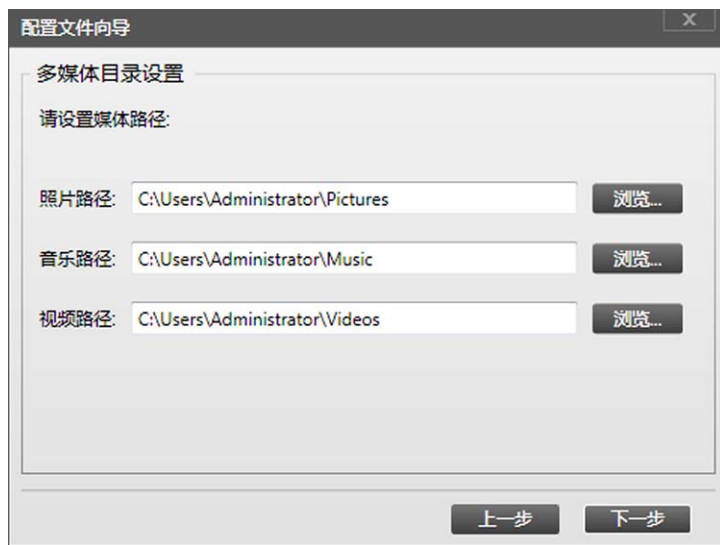 配置文件向导
X
多媒体目录设置
请设置媒体路径:
照片路径: C:\Users\Administrator\Pictures 浏览...
音乐路径: C:\Users\Administrator\Music 浏览...
视频路径: C:\Users\Administrator\Videos 浏览...
上一步 下一步